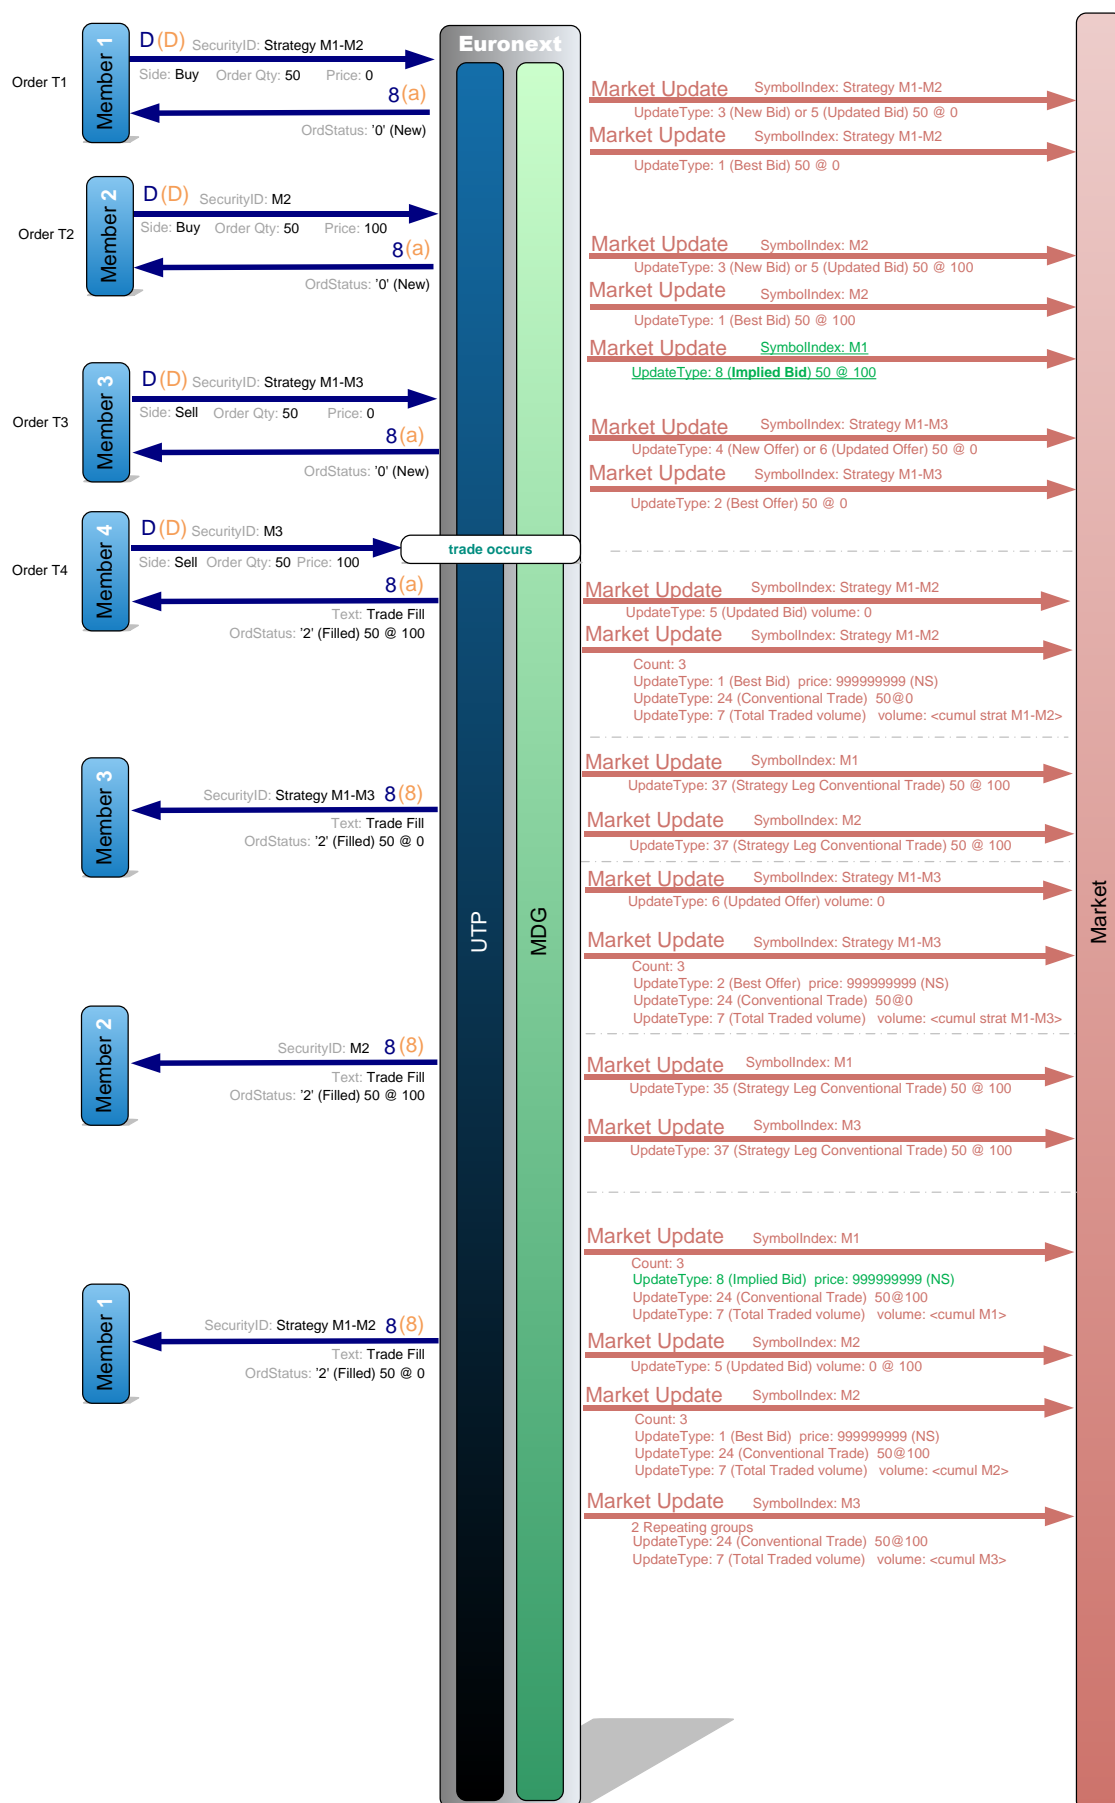 Euronext
UTP
MDG
Market
Order T1
Member 1
D(D) SecurityID: Strategy M1-M2
Side: Buy Order Qty: 50 Price: 0
8(a)
OrdStatus: '0' (New)
Market Update SymbolIndex: Strategy M1-M2
UpdateType: 3 (New Bid) or 5 (Updated Bid) 50 @ 0
Market Update SymbolIndex: Strategy M1-M2
UpdateType: 1 (Best Bid) 50 @ 0
Order T2
Member 2
D(D) SecurityID: M2
Side: Buy Order Qty: 50 Price: 100
8(a)
OrdStatus: '0' (New)
Market Update SymbolIndex: M2
UpdateType: 3 (New Bid) or 5 (Updated Bid) 50 @ 100
Market Update SymbolIndex: M2
UpdateType: 1 (Best Bid) 50 @ 100
Market Update SymbolIndex: M1
UpdateType: 8 (Implied Bid) 50 @ 100
Order T3
Member 3
D(D) SecurityID: Strategy M1-M3
Side: Sell Order Qty: 50 Price: 0
8(a)
OrdStatus: '0' (New)
Market Update SymbolIndex: Strategy M1-M3
UpdateType: 4 (New Offer) or 6 (Updated Offer) 50 @ 0
Market Update SymbolIndex: Strategy M1-M3
UpdateType: 2 (Best Offer) 50 @ 0
Order T4
Member 4
D(D) SecurityID: M3
Side: Sell Order Qty: 50 Price: 100
trade occurs
8(a)
Text: Trade Fill
OrdStatus: '2' (Filled) 50 @ 100
Market Update SymbolIndex: Strategy M1-M2
UpdateType: 5 (Updated Bid) volume: 0
Market Update SymbolIndex: Strategy M1-M2
Count: 3
UpdateType: 1 (Best Bid) price: 999999999 (NS)
UpdateType: 24 (Conventional Trade) 50@0
UpdateType: 7 (Total Traded volume) volume: <cumul strat M1-M2>
Member 3
SecurityID: Strategy M1-M3 8(8)
Text: Trade Fill
OrdStatus: '2' (Filled) 50 @ 0
Market Update SymbolIndex: M1
UpdateType: 37 (Strategy Leg Conventional Trade) 50 @ 100
Market Update SymbolIndex: M2
UpdateType: 37 (Strategy Leg Conventional Trade) 50 @ 100
Market Update SymbolIndex: Strategy M1-M3
UpdateType: 6 (Updated Offer) volume: 0
Market Update SymbolIndex: Strategy M1-M3
Count: 3
UpdateType: 2 (Best Offer) price: 999999999 (NS)
UpdateType: 24 (Conventional Trade) 50@0
UpdateType: 7 (Total Traded volume) volume: <cumul strat M1-M3>
Member 2
SecurityID: M2 8(8)
Text: Trade Fill
OrdStatus: '2' (Filled) 50 @ 100
Market Update SymbolIndex: M1
UpdateType: 35 (Strategy Leg Conventional Trade) 50 @ 100
Market Update SymbolIndex: M3
UpdateType: 37 (Strategy Leg Conventional Trade) 50 @ 100
Market Update SymbolIndex: M1
Count: 3
UpdateType: 8 (Implied Bid) price: 999999999 (NS)
UpdateType: 24 (Conventional Trade) 50@100
UpdateType: 7 (Total Traded volume) volume: <cumul M1>
Member 1
SecurityID: Strategy M1-M2 8(8)
Text: Trade Fill
OrdStatus: '2' (Filled) 50 @ 0
Market Update SymbolIndex: M2
UpdateType: 5 (Updated Bid) volume: 0 @ 100
Market Update SymbolIndex: M2
Count: 3
UpdateType: 1 (Best Bid) price: 999999999 (NS)
UpdateType: 24 (Conventional Trade) 50@100
UpdateType: 7 (Total Traded volume) volume: <cumul M2>
Market Update SymbolIndex: M3
2 Repeating groups
UpdateType: 24 (Conventional Trade) 50@100
UpdateType: 7 (Total Traded volume) volume: <cumul M3>